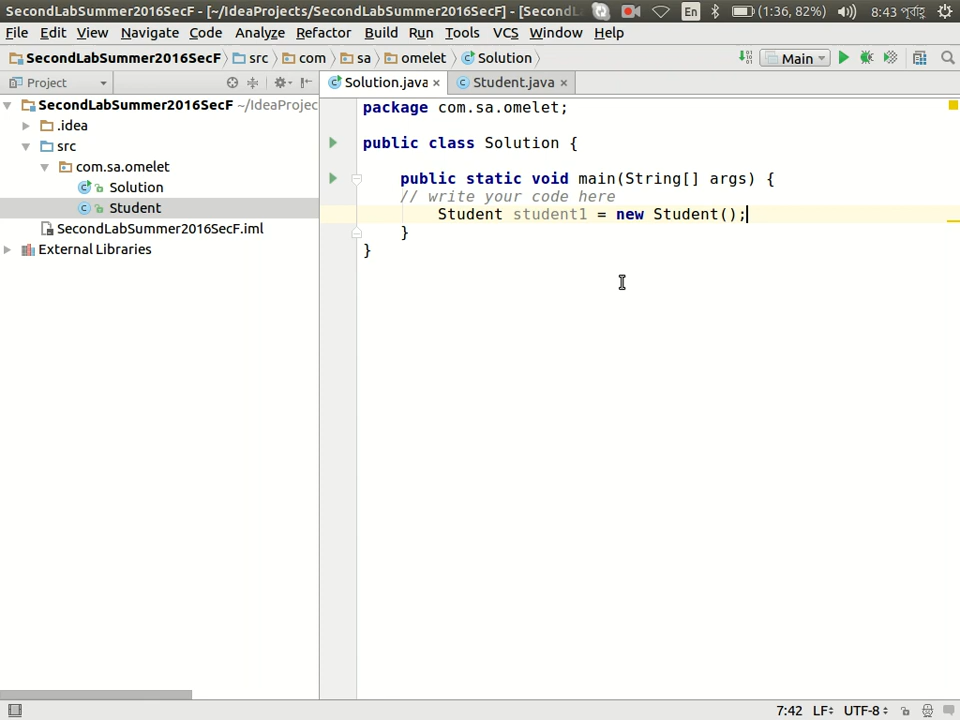 SecondLabSummer2016SecF - [~/IdeaProjects/SecondLabSummer2016SecF] - [Second
En (1:36, 82%) 8:43 পূর্বাহ্ণ
File Edit View Navigate Code Analyze Refactor Build Run Tools VCS Window Help
SecondLabSummer2016SecF src com sa omelet Solution Main
Project Solution.java Student.java
SecondLabSummer2016SecF ~/IdeaProjec
.idea
src
com.sa.omelet
Solution
Student
SecondLabSummer2016SecF.iml
External Libraries
package com.sa.omelet;
public class Solution {
public static void main(String[] args) {
// write your code here
Student student1 = new Student();
}
}
7:42 LF UTF-8